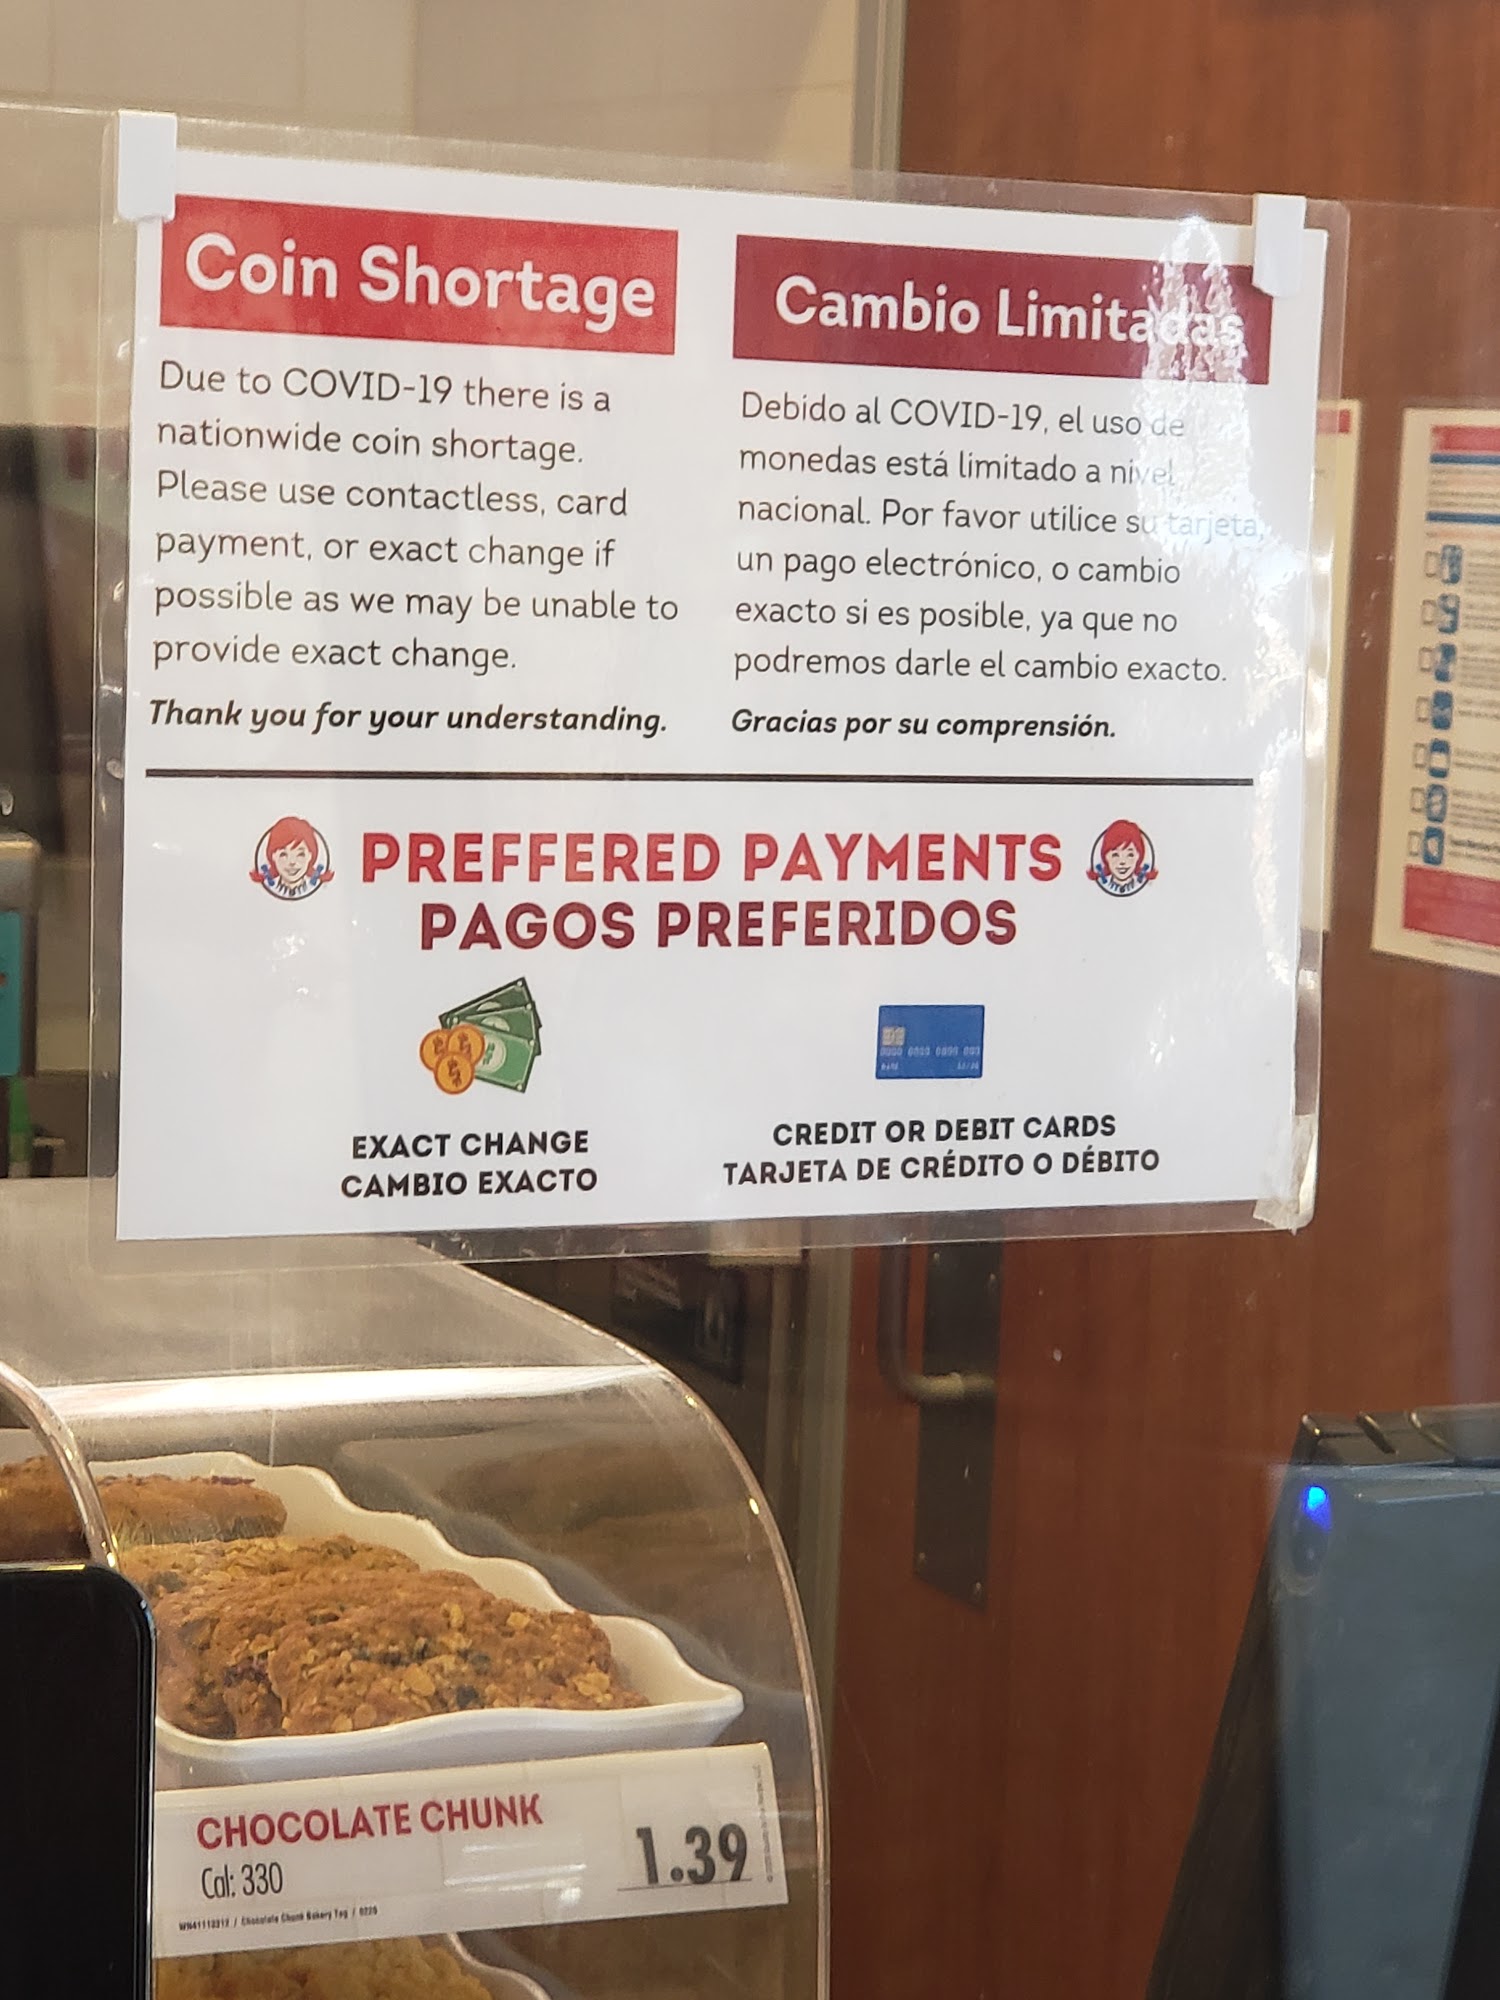 Coin Shortage
Due to COVID-19 there is a
nationwide coin shortage.
Please use contactless, card
payment, or exact change if
possible as we may be unable to
provide exact change.
Thank you for your understanding.
Cambio Limitadas
Debido al COVID-19, el uso de
monedas está limitado a nivel
nacional. Por favor utilice su tarjeta,
un pago electrónico, o cambio
exacto si es posible, ya que no
podremos darle el cambio exacto.
Gracias por su comprensión.
PREFFERED PAYMENTS
PAGOS PREFERIDOS
EXACT CHANGE
CAMBIO EXACTO
CREDIT OR DEBIT CARDS
TARJETA DE CRÉDITO O DÉBITO
CHOCOLATE CHUNK
Cal: 330
1.39
Chocolate Chunk Bakery Tag